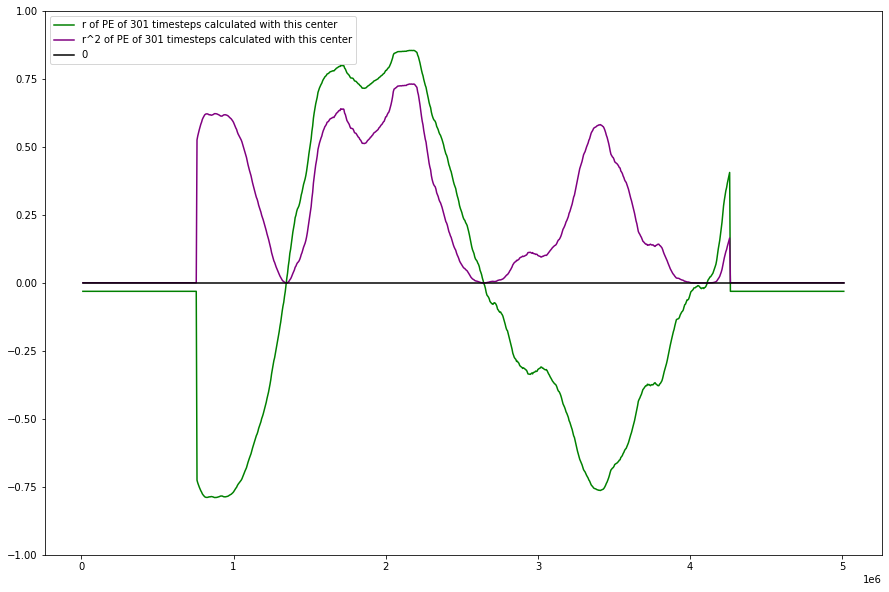 1.00
0.75
0.50
0.25
0.00
−0.25
−0.50
−0.75
−1.00
r of PE of 301 timesteps calculated with this center
r^2 of PE of 301 timesteps calculated with this center
0
0 1 2 3 4 5
1e6